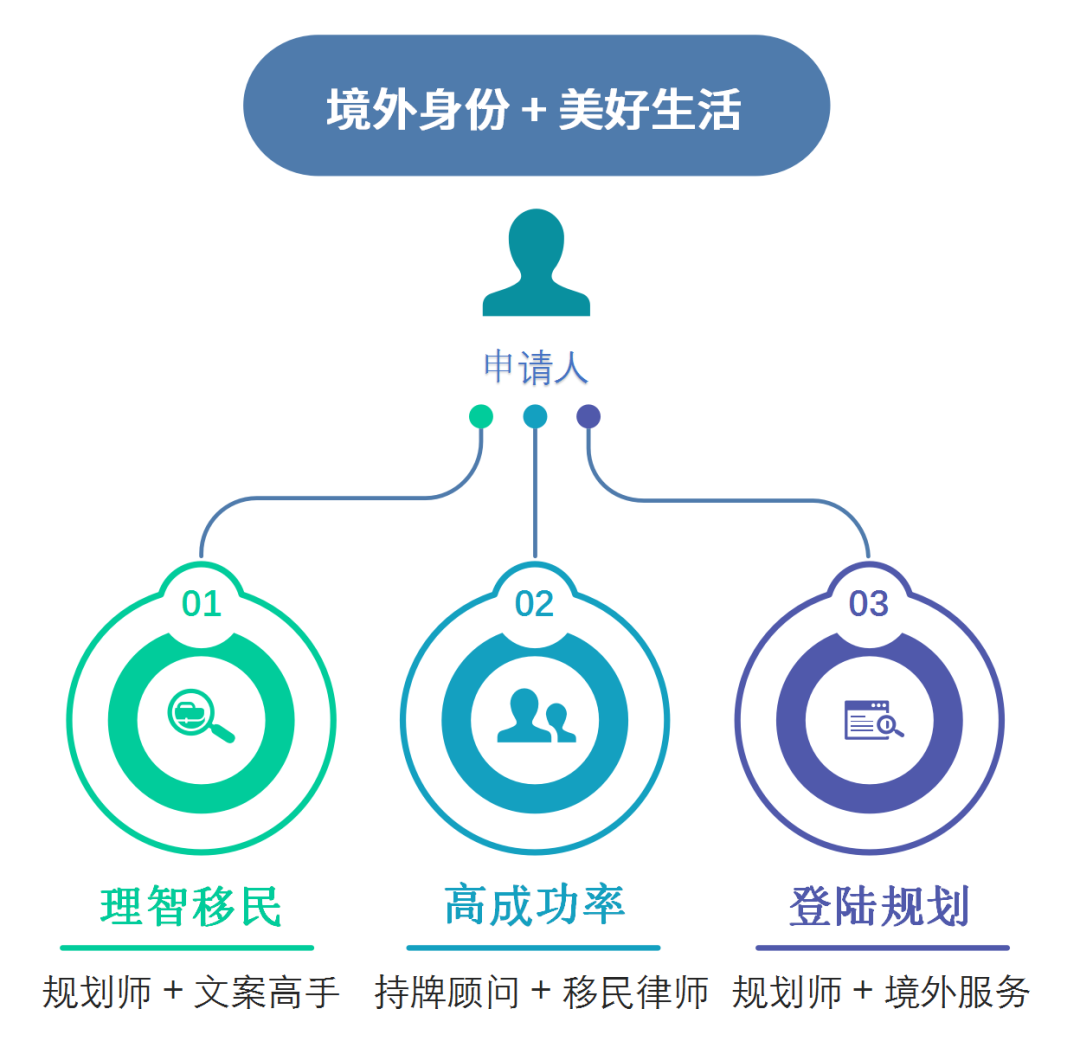 境外身份 + 美好生活
申请人
01
02
03
理智移民
高成功率
登陆规划
规划师 + 文案高手
持牌顾问 + 移民律师
规划师 + 境外服务